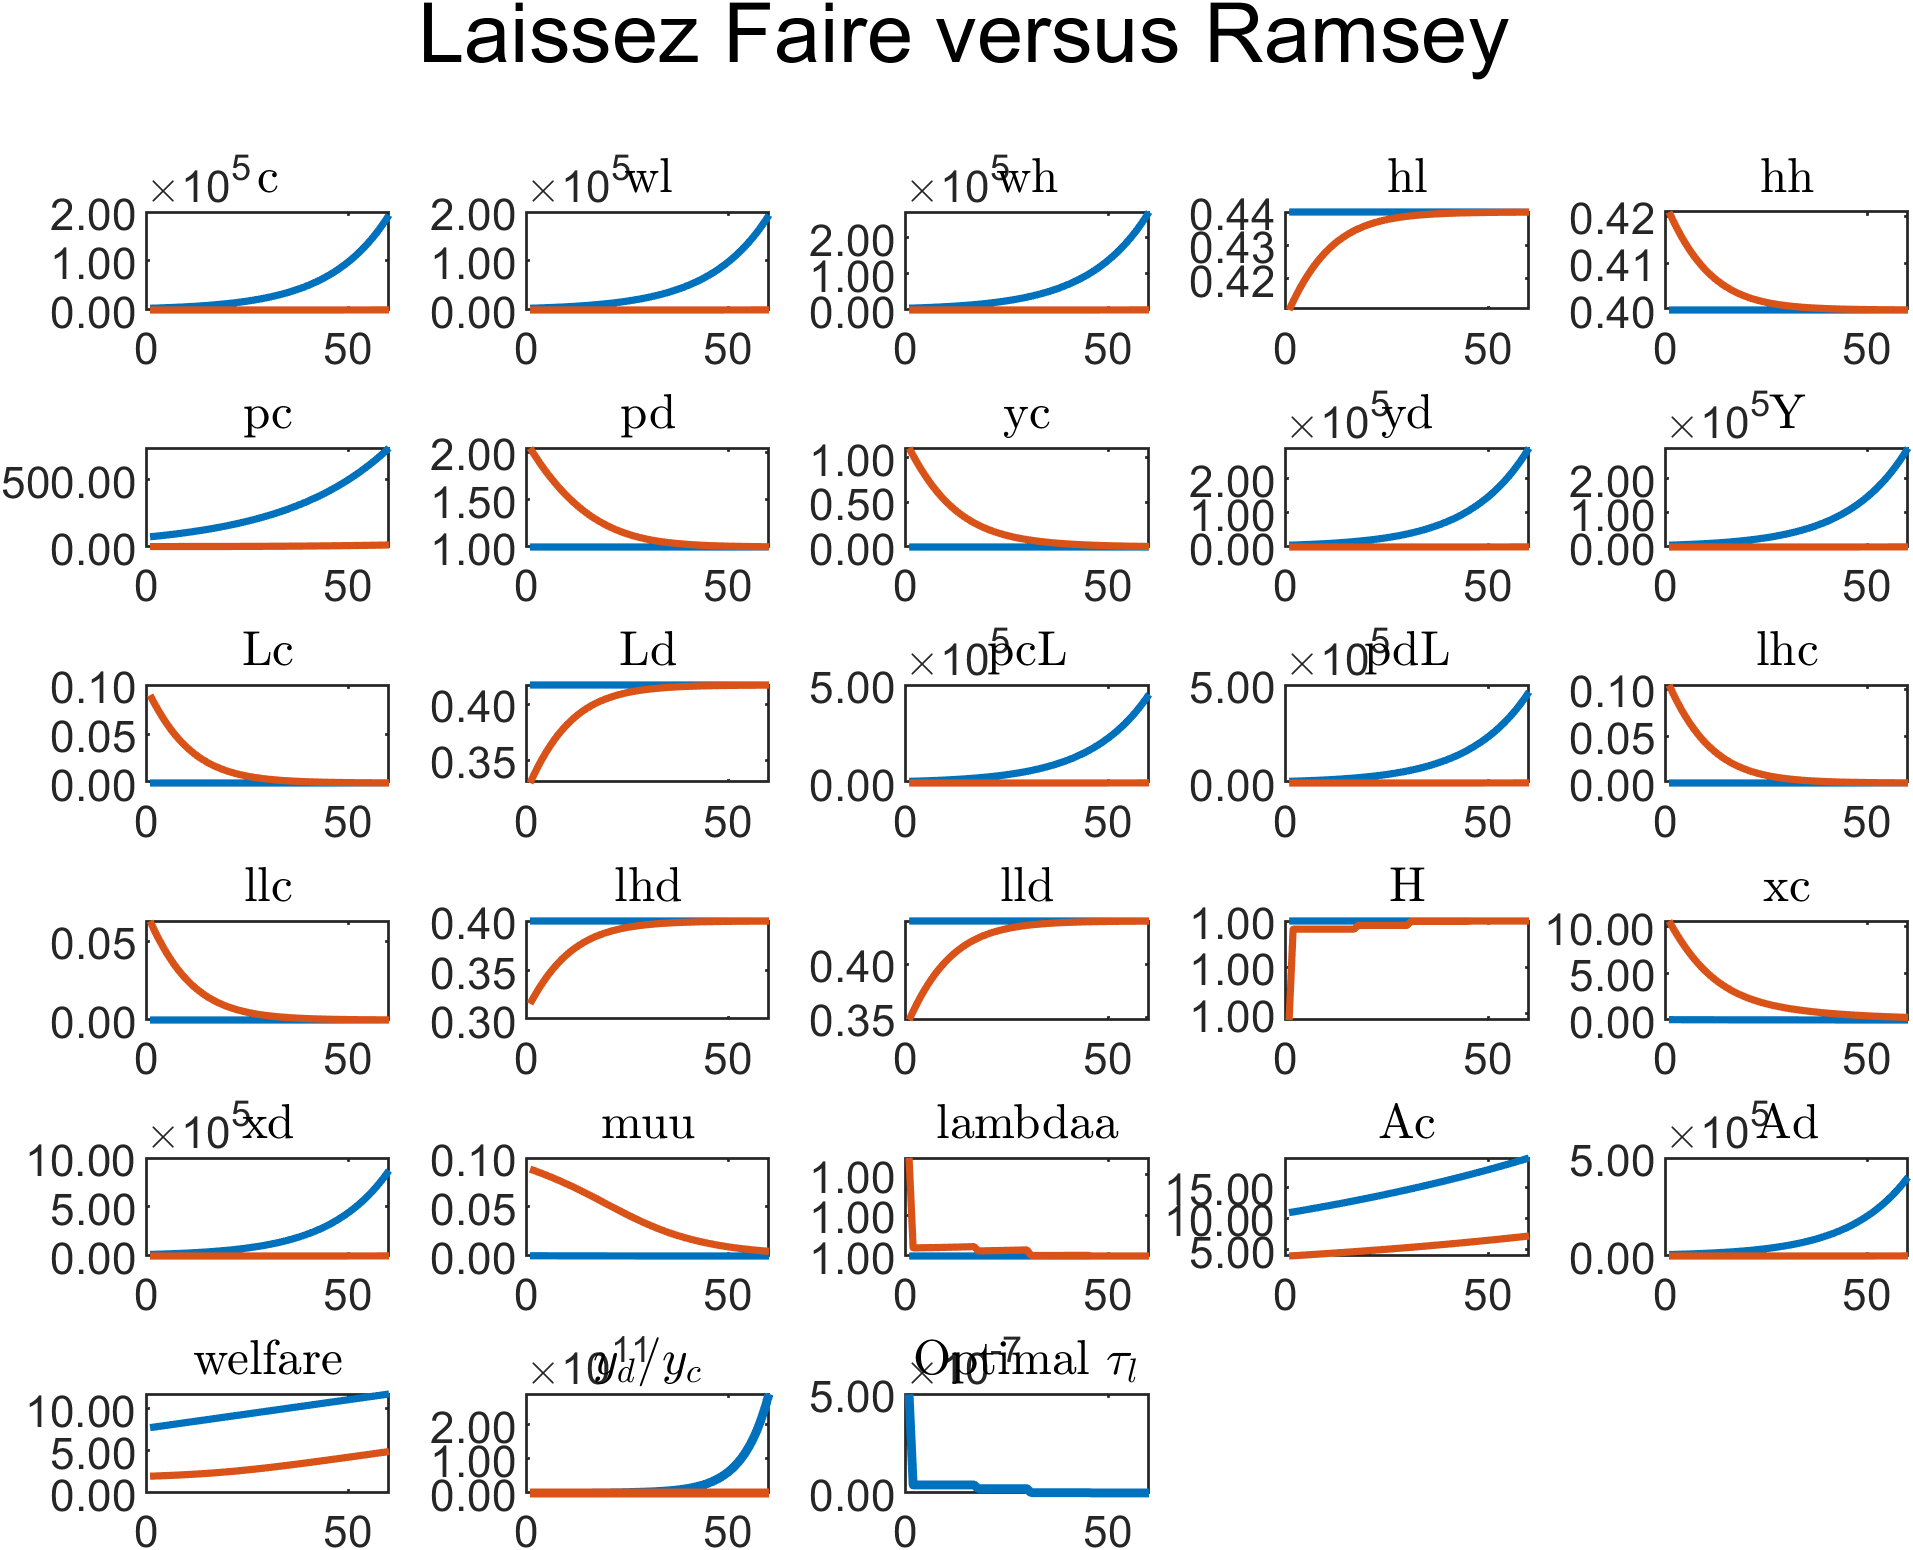 Laissez Faire versus Ramsey
×10^5 c ×10^5 wl ×10^5 wh hl hh
2.00 2.00 2.00 0.44 0.42
1.00 1.00 1.00 0.43 0.41
0.00 0.00 0.00 0.42 0.40
0 50 0 50 0 50 0 50 0 50
pc pd yc ×10^5 yd ×10^5 Y
500.00 2.00 1.00 2.00 2.00
0.00 1.50 0.50 1.00 1.00
1.00 0.00 0.00 0.00
0 50 0 50 0 50 0 50 0 50
Lc Ld ×10^5 pcL ×10^5 pdL lhc
0.10 0.40 5.00 5.00 0.10
0.05 0.35 0.00 0.00 0.05
0.00 0.00
0 50 0 50 0 50 0 50 0 50
llc lhd lld H xc
0.05 0.40 0.40 1.00 10.00
0.00 0.35 0.35 1.00 5.00
0.30 1.00 0.00
0 50 0 50 0 50 0 50 0 50
×10^5 xd muu lambdaa Ac ×10^5 Ad
10.00 0.10 1.00 15.00 5.00
5.00 0.05 1.00 10.00 0.00
0.00 0.00 1.00 5.00
0 50 0 50 0 50 0 50 0 50
welfare ×10^11 y_d/y_c ×10^-7 Optimal τ_l
10.00 2.00 5.00
5.00 1.00 0.00
0.00 0.00
0 50 0 50 0 50